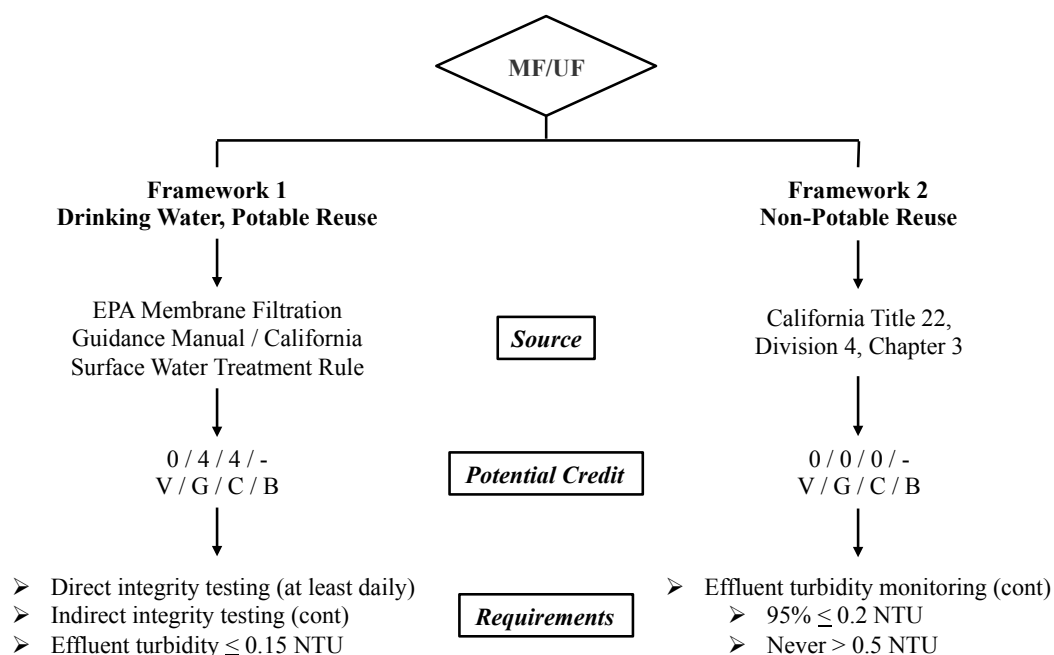 MF/UF
Framework 1
Drinking Water, Potable Reuse
Framework 2
Non-Potable Reuse
EPA Membrane Filtration
Guidance Manual / California
Surface Water Treatment Rule
Source
California Title 22,
Division 4, Chapter 3
0 / 4 / 4 / -
V / G / C / B
Potential Credit
0 / 0 / 0 / -
V / G / C / B
➢ Direct integrity testing (at least daily)
➢ Indirect integrity testing (cont)
➢ Effluent turbidity ≤ 0.15 NTU
Requirements
➢ Effluent turbidity monitoring (cont)
➢ 95% ≤ 0.2 NTU
➢ Never > 0.5 NTU